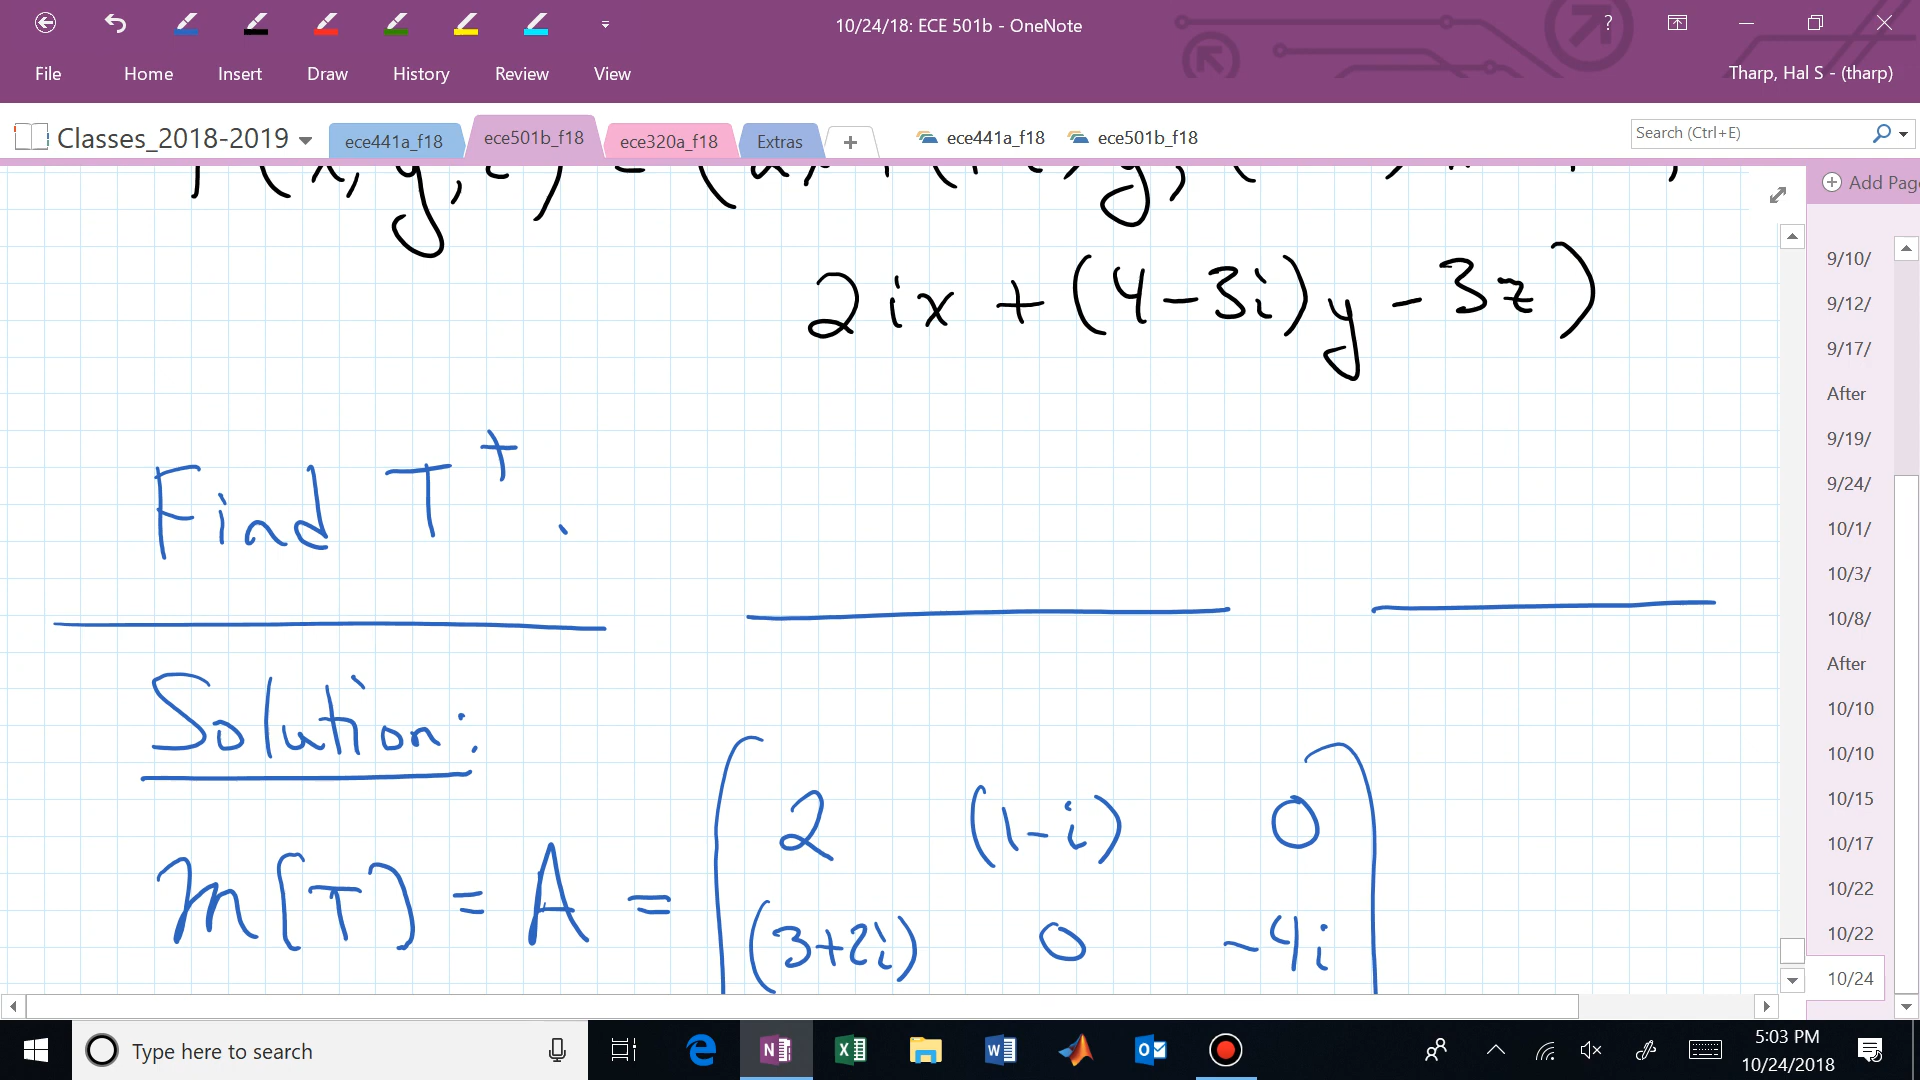 10/24/18: ECE 501b - OneNote
?
File Home Insert Draw History Review View
Tharp, Hal S - (tharp)
Classes_2018-2019 ece441a_f18 ece501b_f18 ece320a_f18 Extras + ece441a_f18 ece501b_f18
Search (Ctrl+E)
Add Pag
2ix + (4-3i)y - 3z)
Find T† .
Solution:
M[T] = A =
2 (1-i) 0
(3+2i) 0 -4i
9/10/
9/12/
9/17/
After
9/19/
9/24/
10/1/
10/3/
10/8/
After
10/10
10/10
10/15
10/17
10/22
10/22
10/24
Type here to search
5:03 PM
10/24/2018